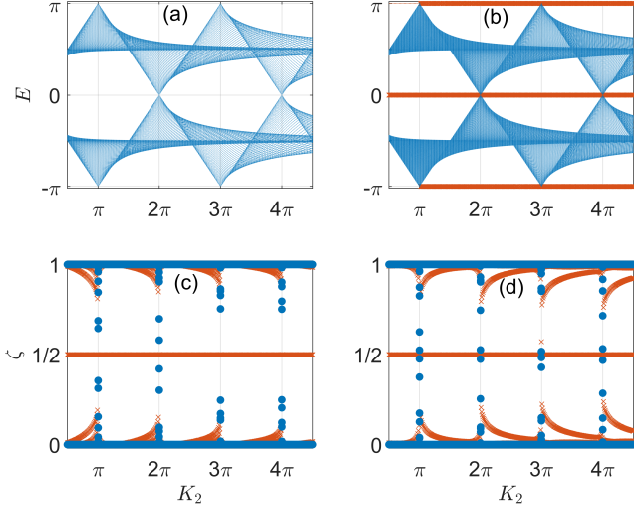 (a) (b)
π π
E 0 0
-π -π
π 2π 3π 4π π 2π 3π 4π
1 (c) 1 (d)
ζ 1/2 1/2
0 0
π 2π 3π 4π π 2π 3π 4π
K₂ K₂